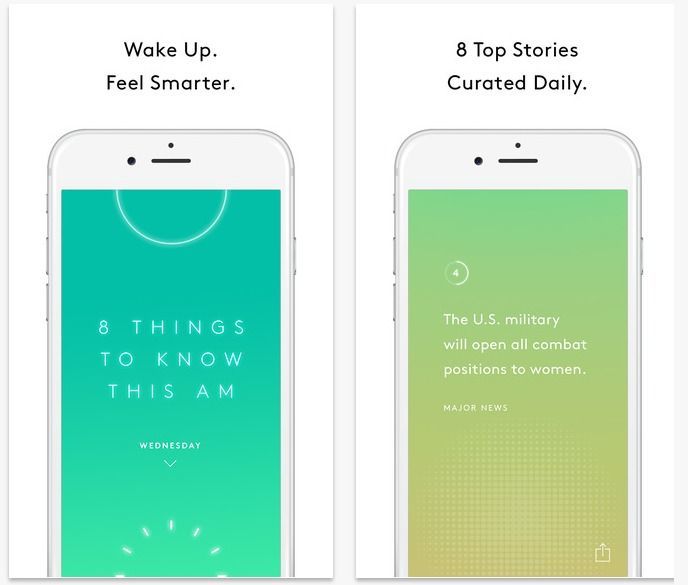 Wake Up.
Feel Smarter.
8 THINGS
TO KNOW
THIS AM
WEDNESDAY
8 Top Stories
Curated Daily.
4
The U.S. military
will open all combat
positions to women.
MAJOR NEWS